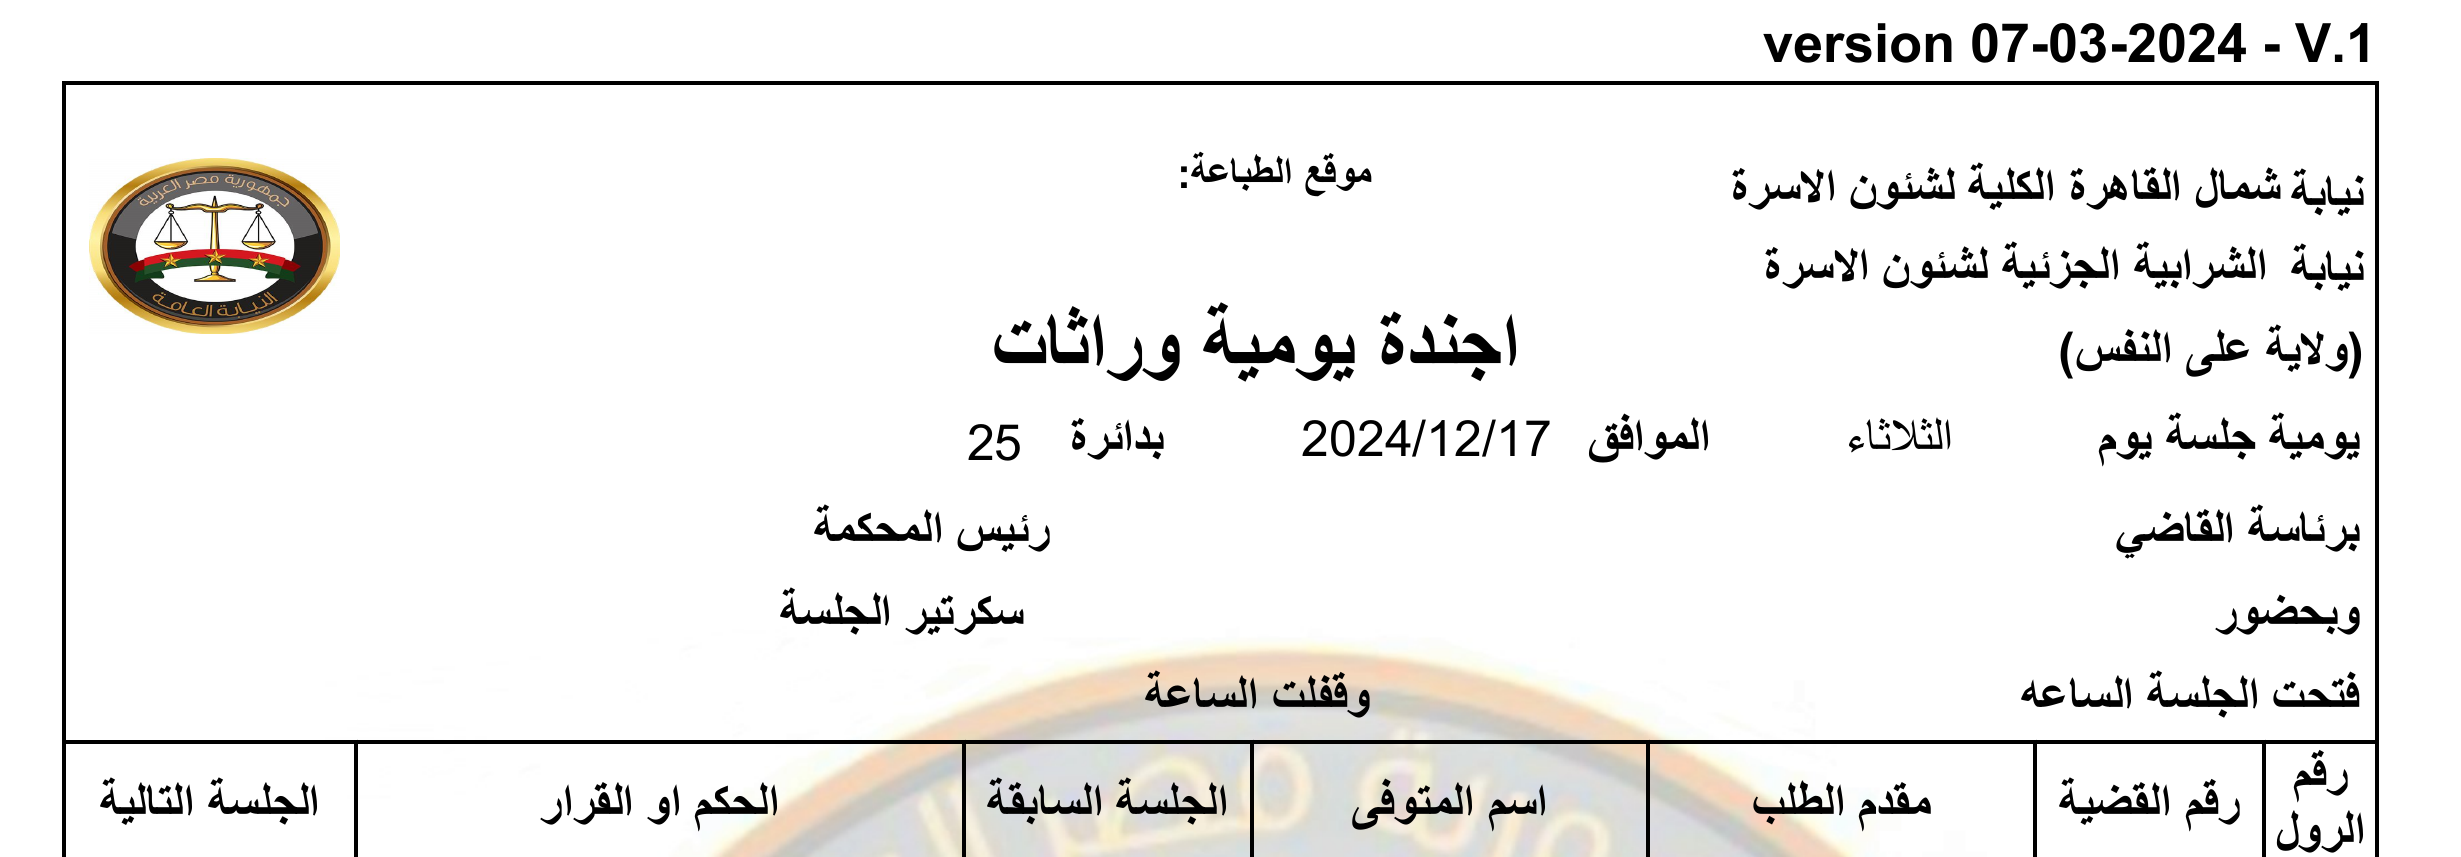 version 07-03-2024 - V.1
جمهورية مصر العربية
النيابة العامة
موقع الطباعة:
نيابة شمال القاهرة الكلية لشئون الاسرة
نيابة الشرابية الجزئية لشئون الاسرة
اجندة يومية وراثات
(ولاية على النفس)
يومية جلسة يوم الثلاثاء الموافق 2024/12/17 بدائرة 25
برئاسة القاضي رئيس المحكمة
وبحضور سكرتير الجلسة
فتحت الجلسة الساعه وقفلت الساعة
رقم الرول رقم القضية مقدم الطلب اسم المتوفى الجلسة السابقة الحكم او القرار الجلسة التالية